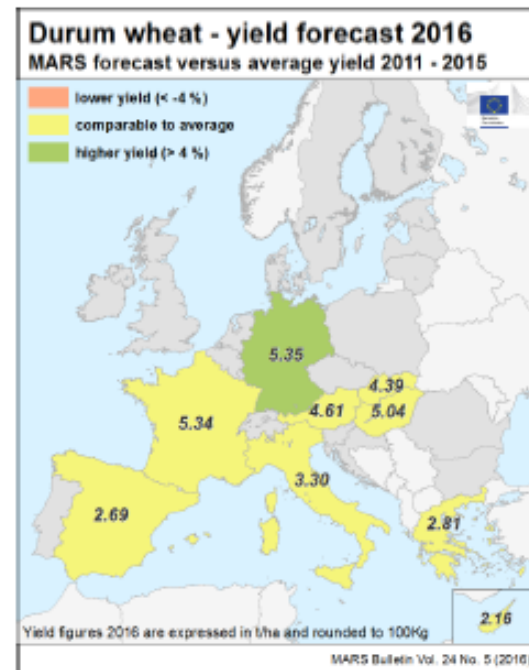 Durum wheat - yield forecast 2016
MARS forecast versus average yield 2011 - 2015
lower yield (< -4 %)
comparable to average
higher yield (> 4 %)
5.35
4.39
4.61
5.04
5.34
3.30
2.69
2.81
2.16
Yield figures 2016 are expressed in t/ha and rounded to 100Kg
MARS Bulletin Vol. 24 No. 5 (2016)